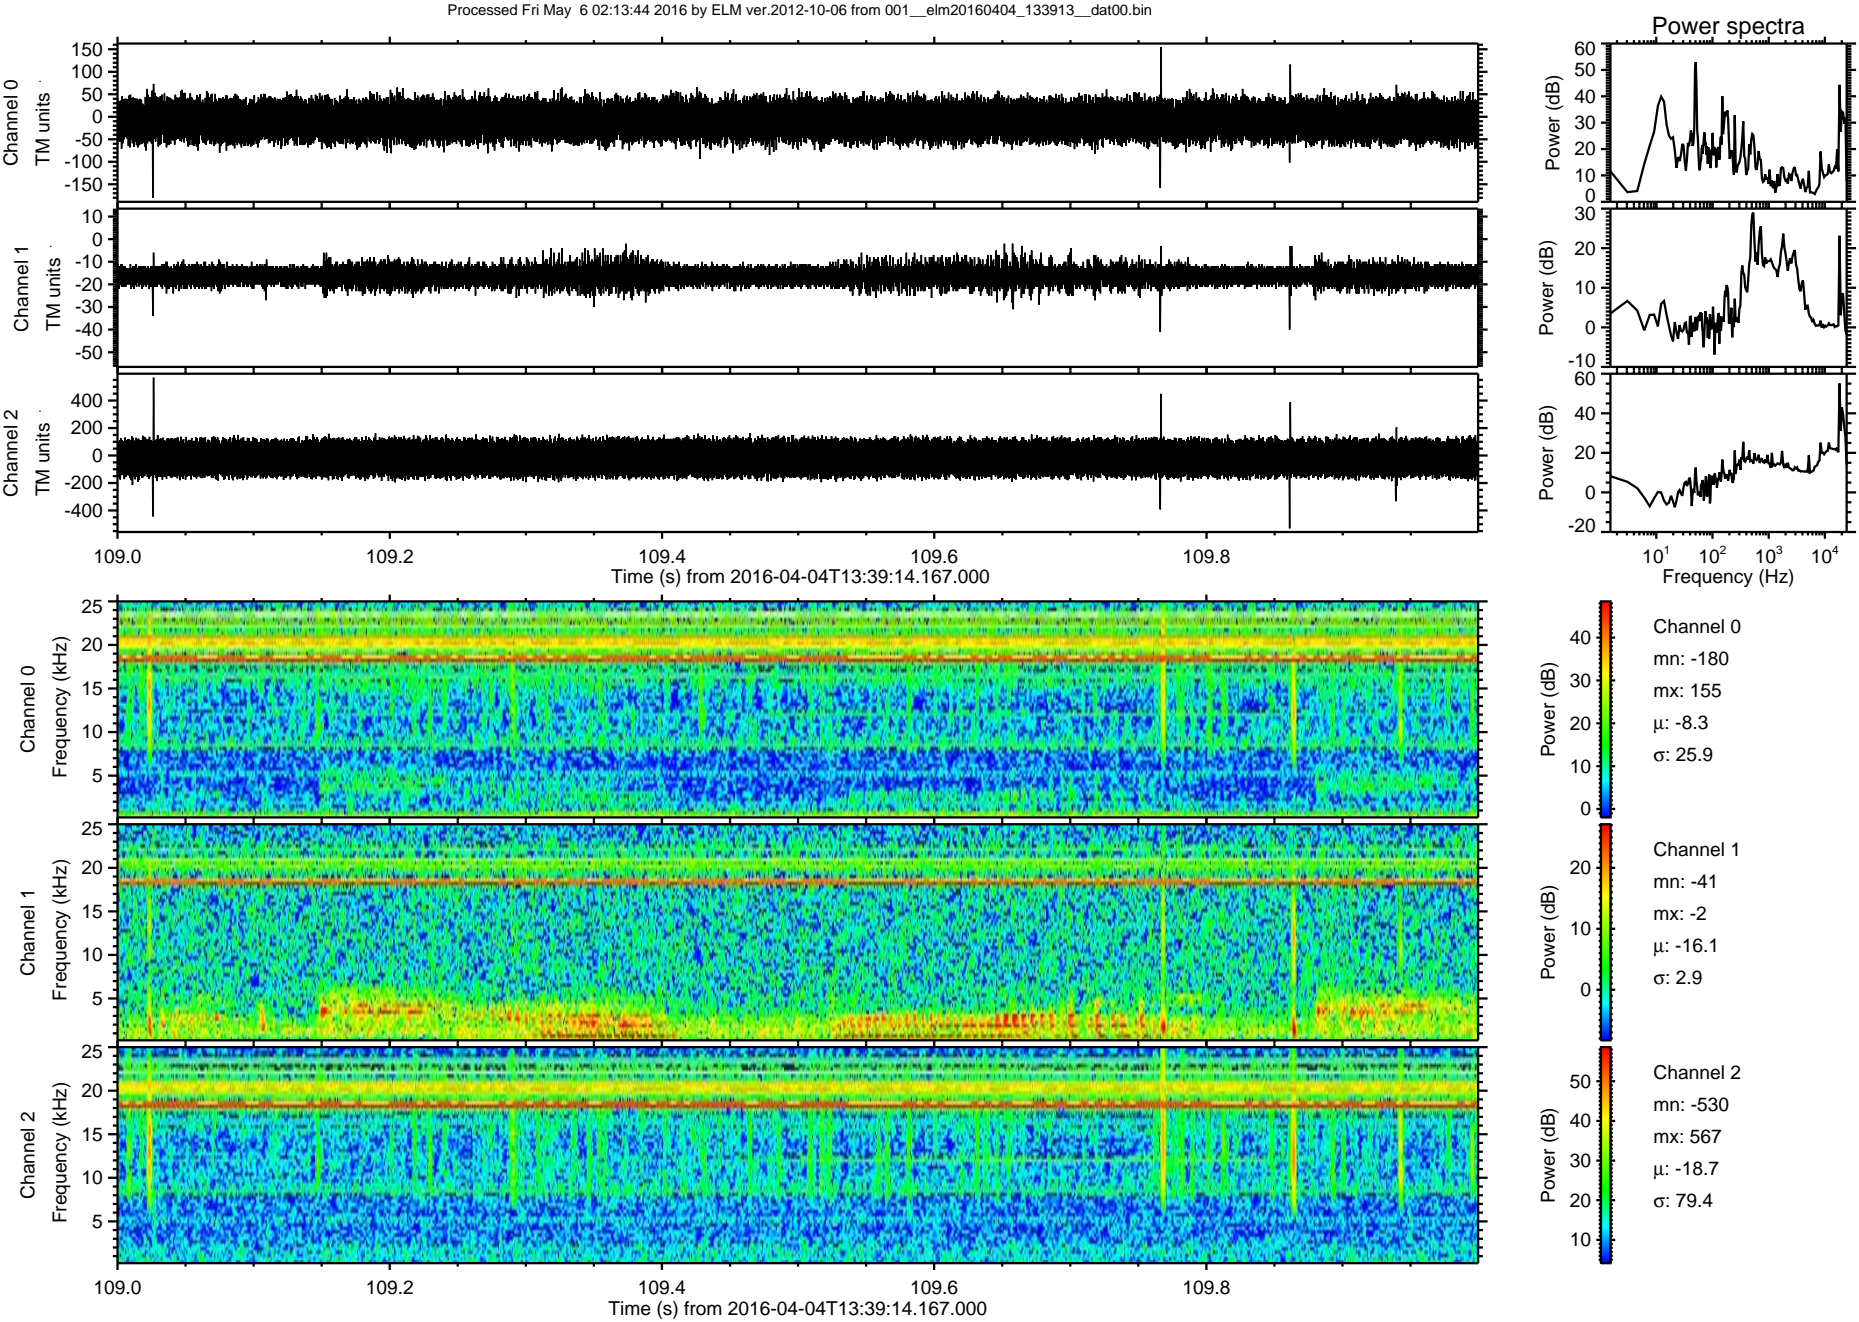 Processed Fri May  6 02:13:44 2016 by ELM ver.2012-10-06 from 001__elm20160404_133913__dat00.bin
Power spectra
Channel 0
TM units
150
100
50
0
-50
-100
-150
Power (dB)
60
50
40
30
20
10
0
Channel 1
TM units
10
0
-10
-20
-30
-40
-50
Power (dB)
30
20
10
0
-10
Channel 2
TM units
400
200
0
-200
-400
Power (dB)
60
40
20
0
-20
109.0 109.2 109.4 109.6 109.8
Time (s) from 2016-04-04T13:39:14.167.000
10¹ 10² 10³ 10⁴
Frequency (Hz)
Channel 0
Frequency (kHz)
25
20
15
10
5
Power (dB)
40
30
20
10
0
Channel 0
mn: -180
mx: 155
μ: -8.3
σ: 25.9
Channel 1
Frequency (kHz)
25
20
15
10
5
Power (dB)
20
10
0
Channel 1
mn: -41
mx: -2
μ: -16.1
σ: 2.9
Channel 2
Frequency (kHz)
25
20
15
10
5
Power (dB)
50
40
30
20
10
Channel 2
mn: -530
mx: 567
μ: -18.7
σ: 79.4
109.0 109.2 109.4 109.6 109.8
Time (s) from 2016-04-04T13:39:14.167.000